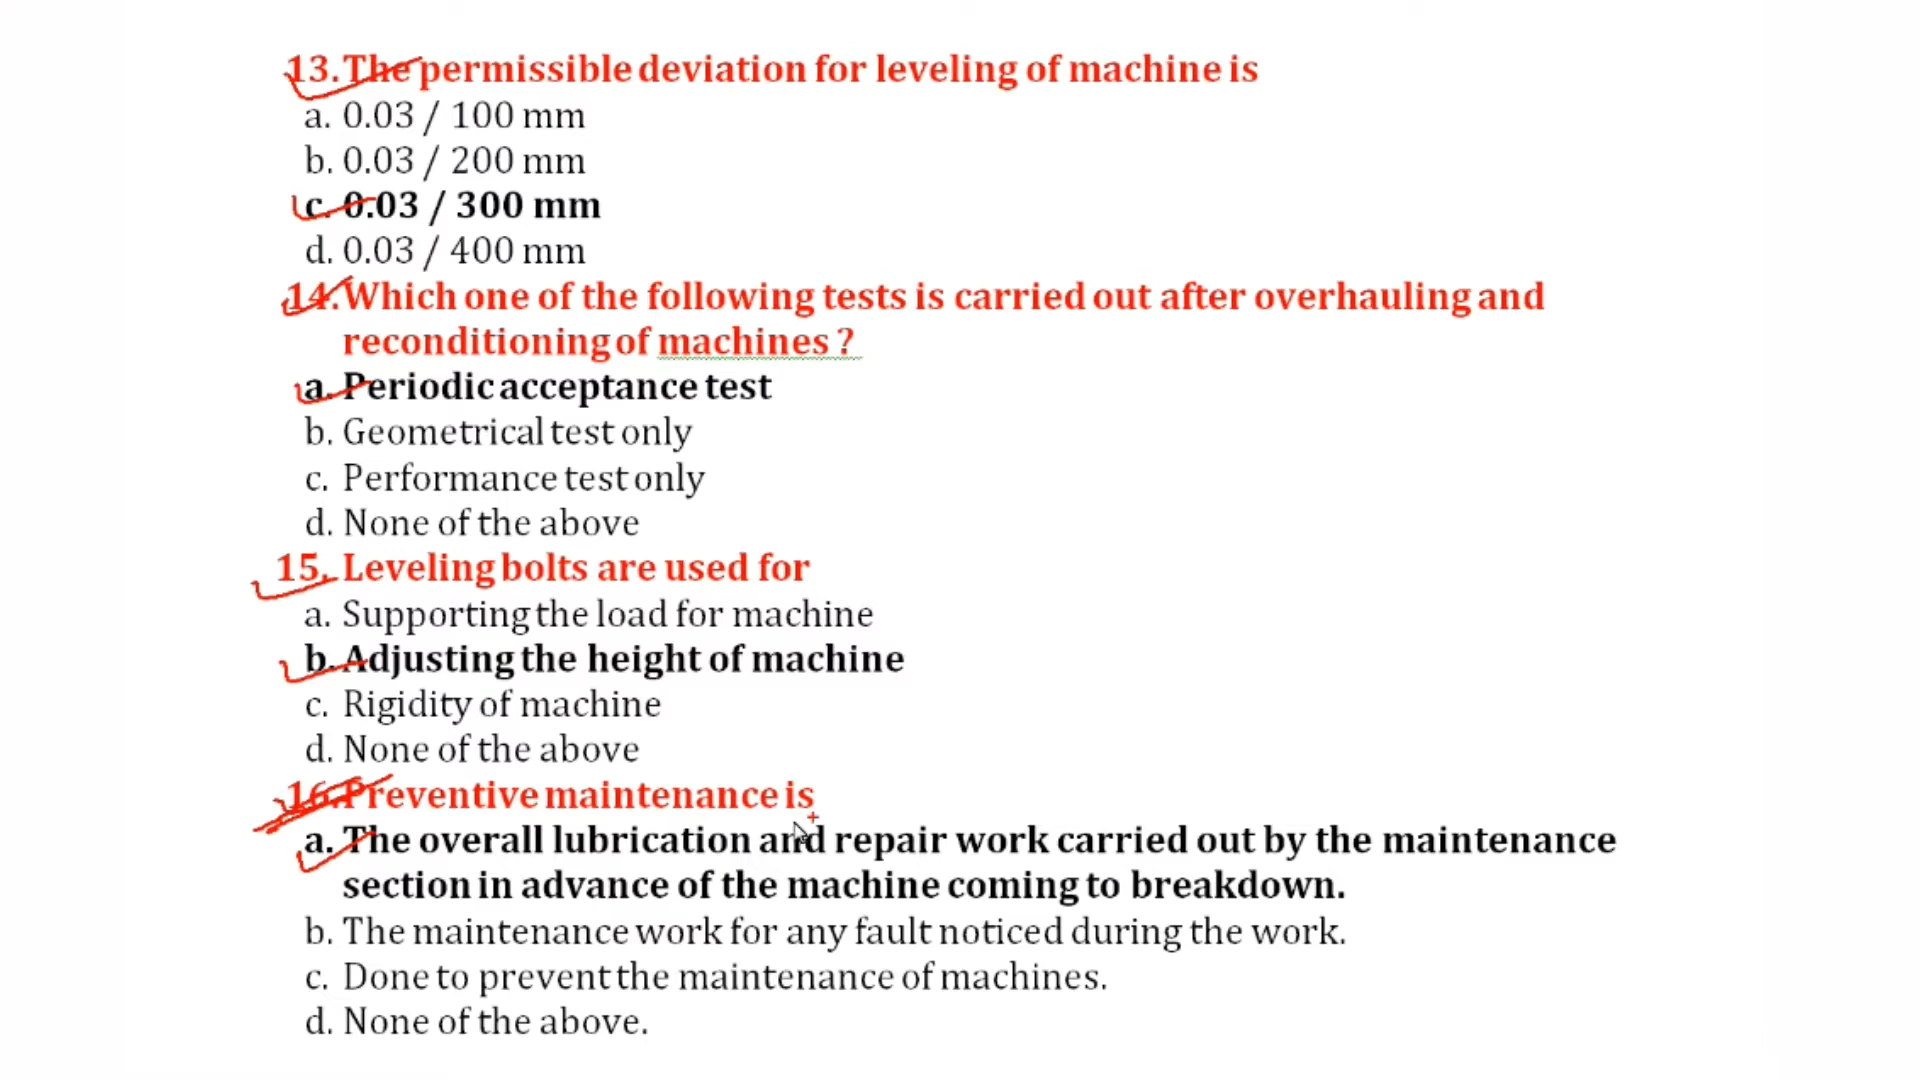 13.The permissible deviation for leveling of machine is
a. 0.03 / 100 mm
b. 0.03 / 200 mm
c. 0.03 / 300 mm
d. 0.03 / 400 mm
14.Which one of the following tests is carried out after overhauling and
reconditioning of machines ?
a. Periodic acceptance test
b. Geometrical test only
c. Performance test only
d. None of the above
15. Leveling bolts are used for
a. Supporting the load for machine
b. Adjusting the height of machine
c. Rigidity of machine
d. None of the above
16.Preventive maintenance is
a. The overall lubrication and repair work carried out by the maintenance
section in advance of the machine coming to breakdown.
b. The maintenance work for any fault noticed during the work.
c. Done to prevent the maintenance of machines.
d. None of the above.